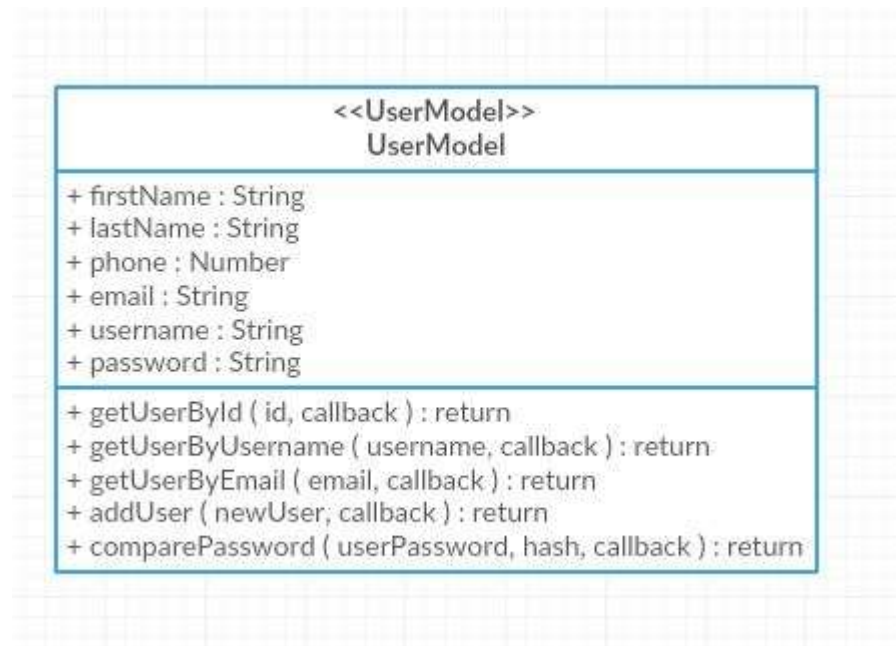 <<UserModel>>
UserModel
+ firstName : String
+ lastName : String
+ phone : Number
+ email : String
+ username : String
+ password : String
+ getUserById ( id, callback ) : return
+ getUserByUsername ( username, callback ) : return
+ getUserByEmail ( email, callback ) : return
+ addUser ( newUser, callback ) : return
+ comparePassword ( userPassword, hash, callback ) : return